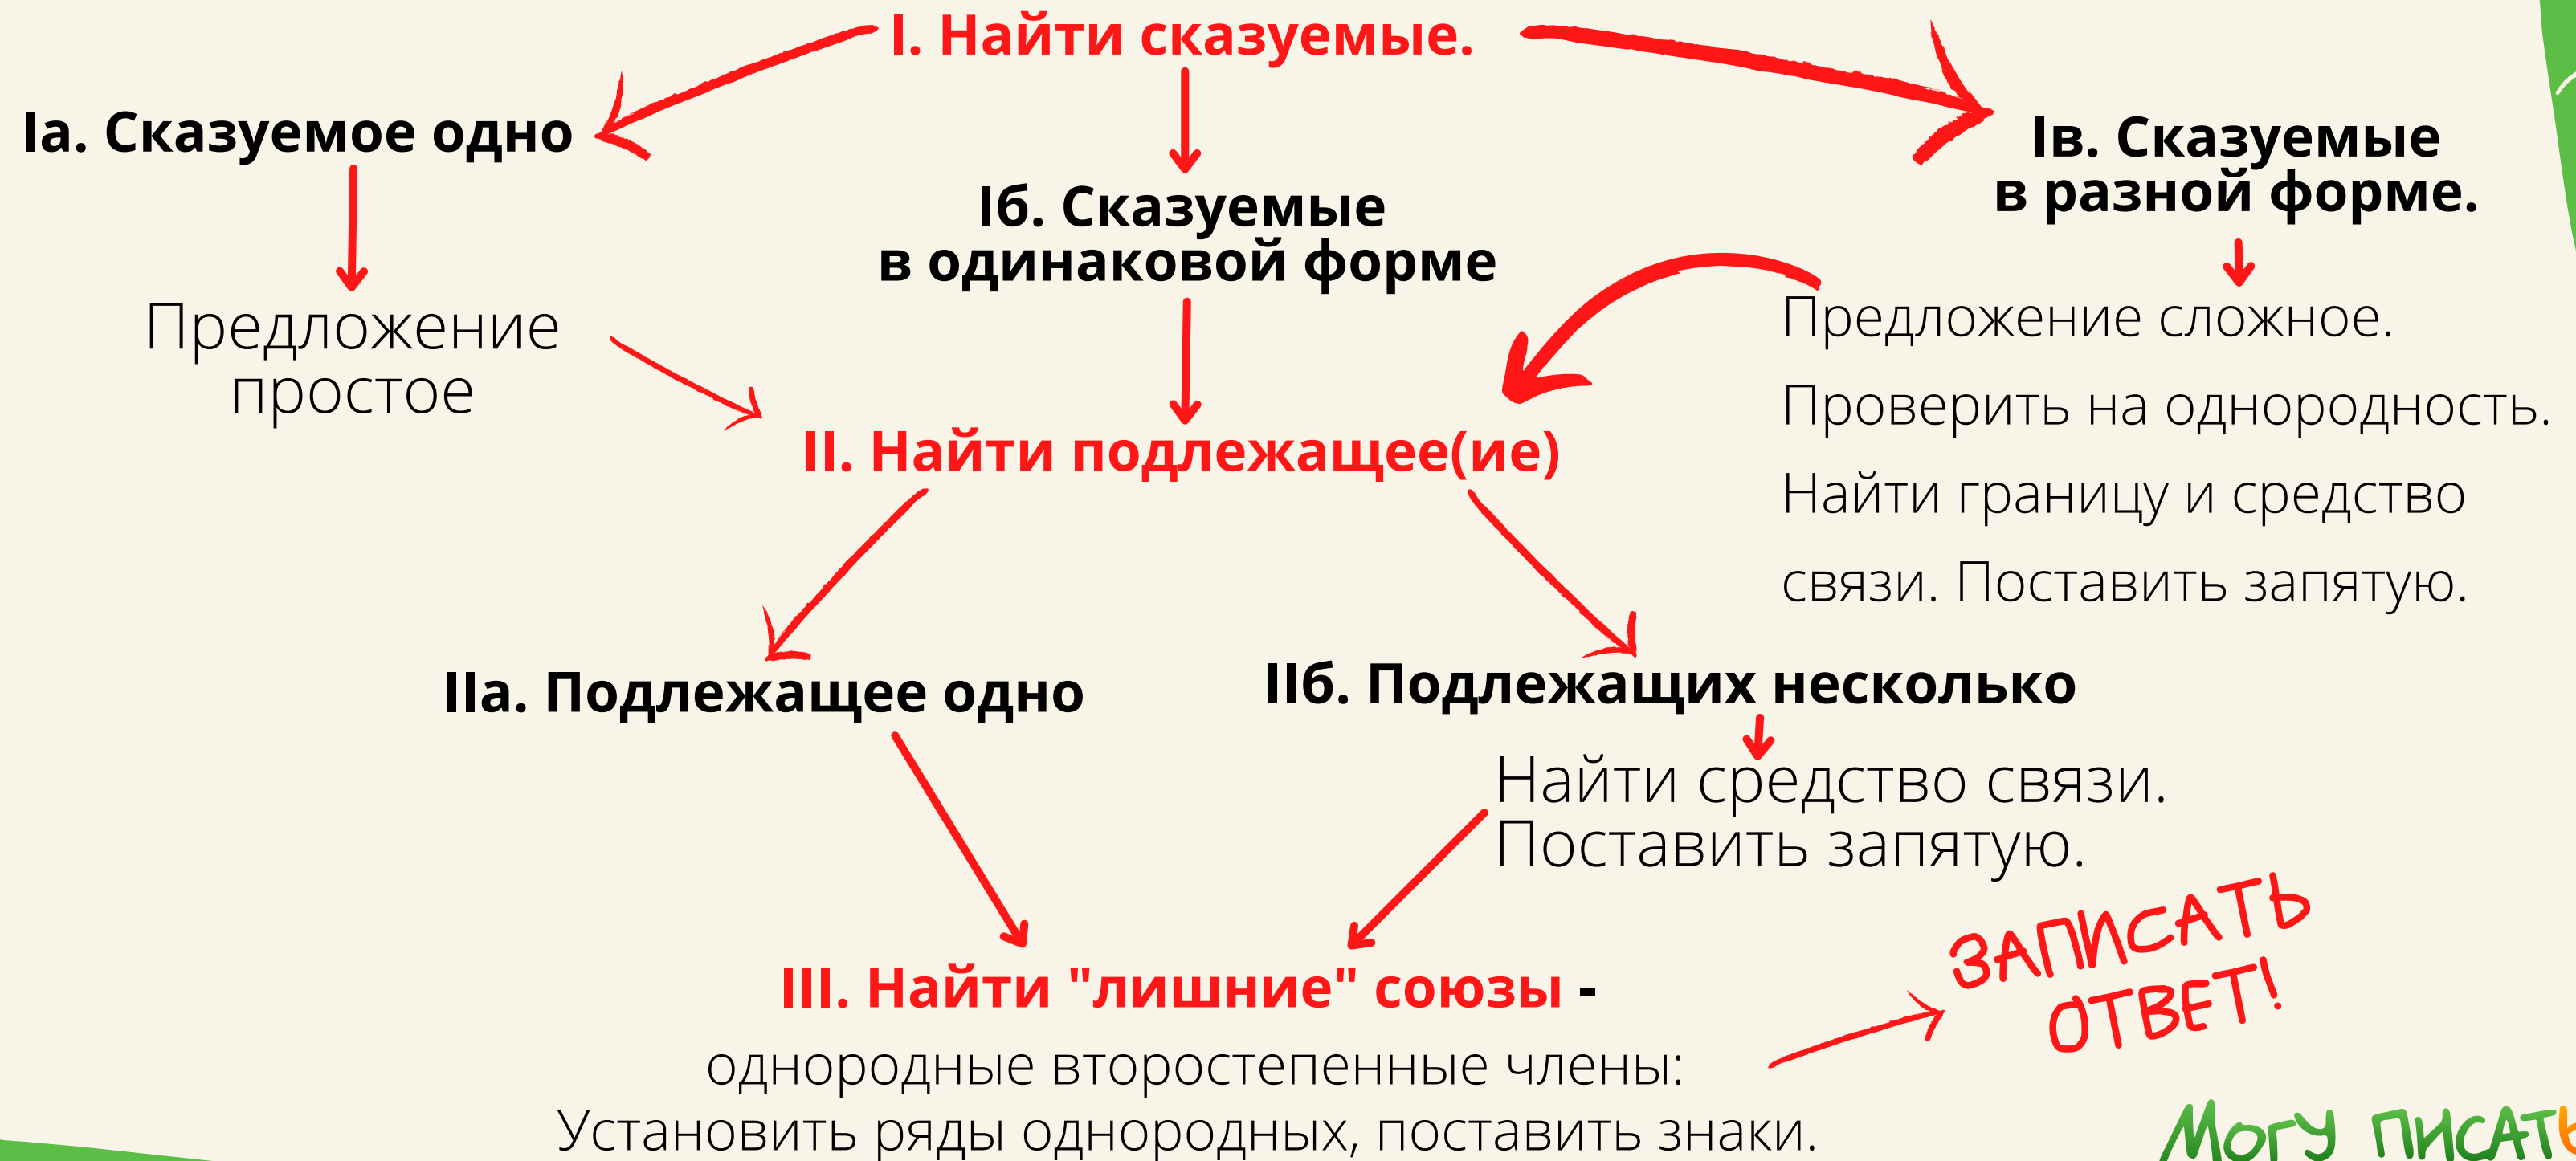 I. Найти сказуемые.
Iа. Сказуемое одно
Iб. Сказуемые
в одинаковой форме
Iв. Сказуемые
в разной форме.
Предложение
простое
Предложение сложное.
Проверить на однородность.
Найти границу и средство
связи. Поставить запятую.
II. Найти подлежащее(ие)
IIа. Подлежащее одно
IIб. Подлежащих несколько
Найти средство связи.
Поставить запятую.
III. Найти "лишние" союзы -
однородные второстепенные члены:
Установить ряды однородных, поставить знаки.
ЗАПИСАТЬ
ОТВЕТ!
Могу писать